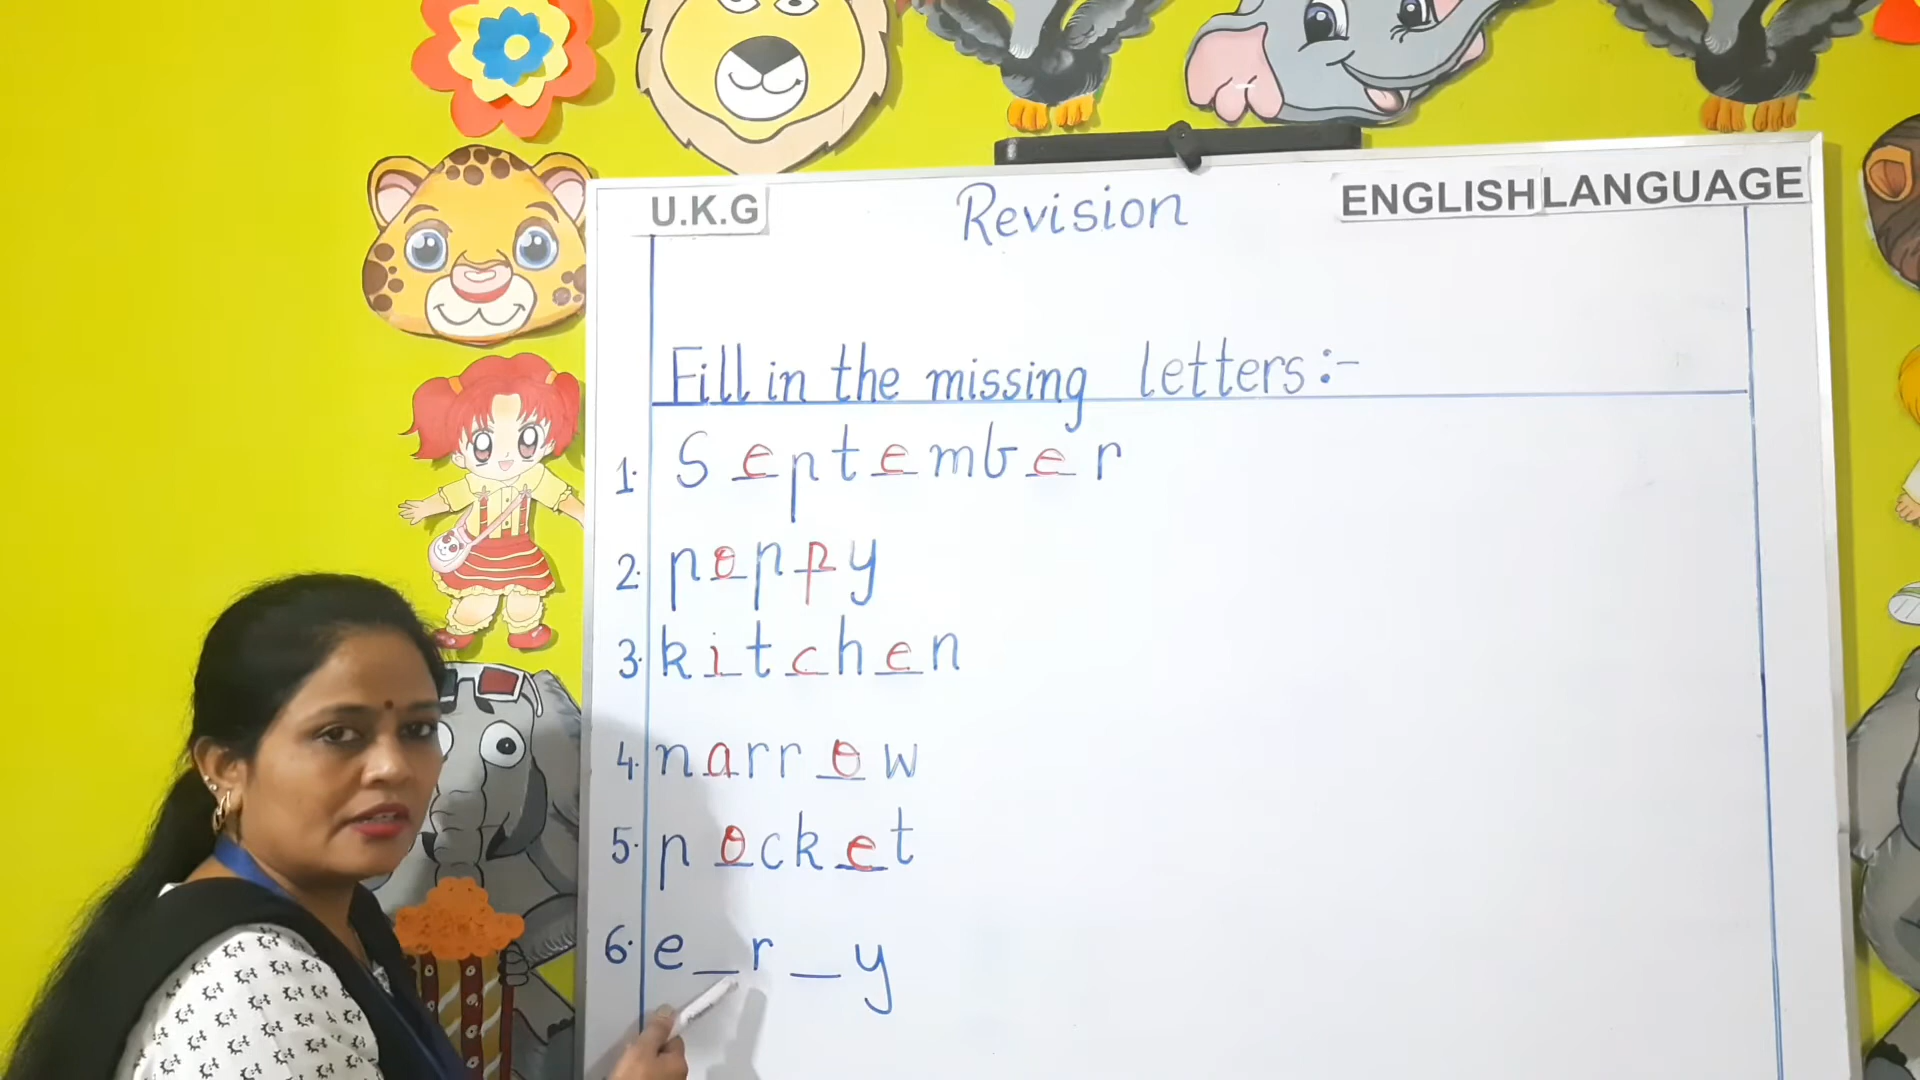 U.K.G
Revision
ENGLISH LANGUAGE
Fill in the missing letters:-
1. September
2. poppy
3. kitchen
4. narrow
5. pocket
6. e_r_y